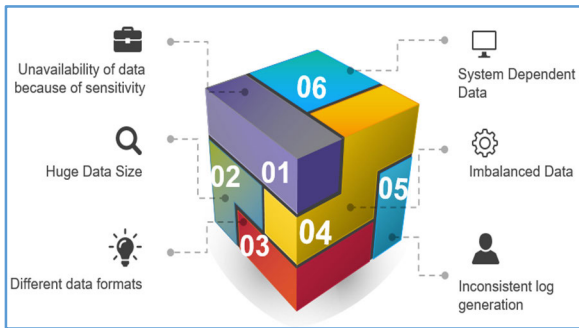 Unavailability of data
because of sensitivity
Huge Data Size
Different data formats
06
01
02
05
04
03
System Dependent
Data
Imbalanced Data
Inconsistent log
generation